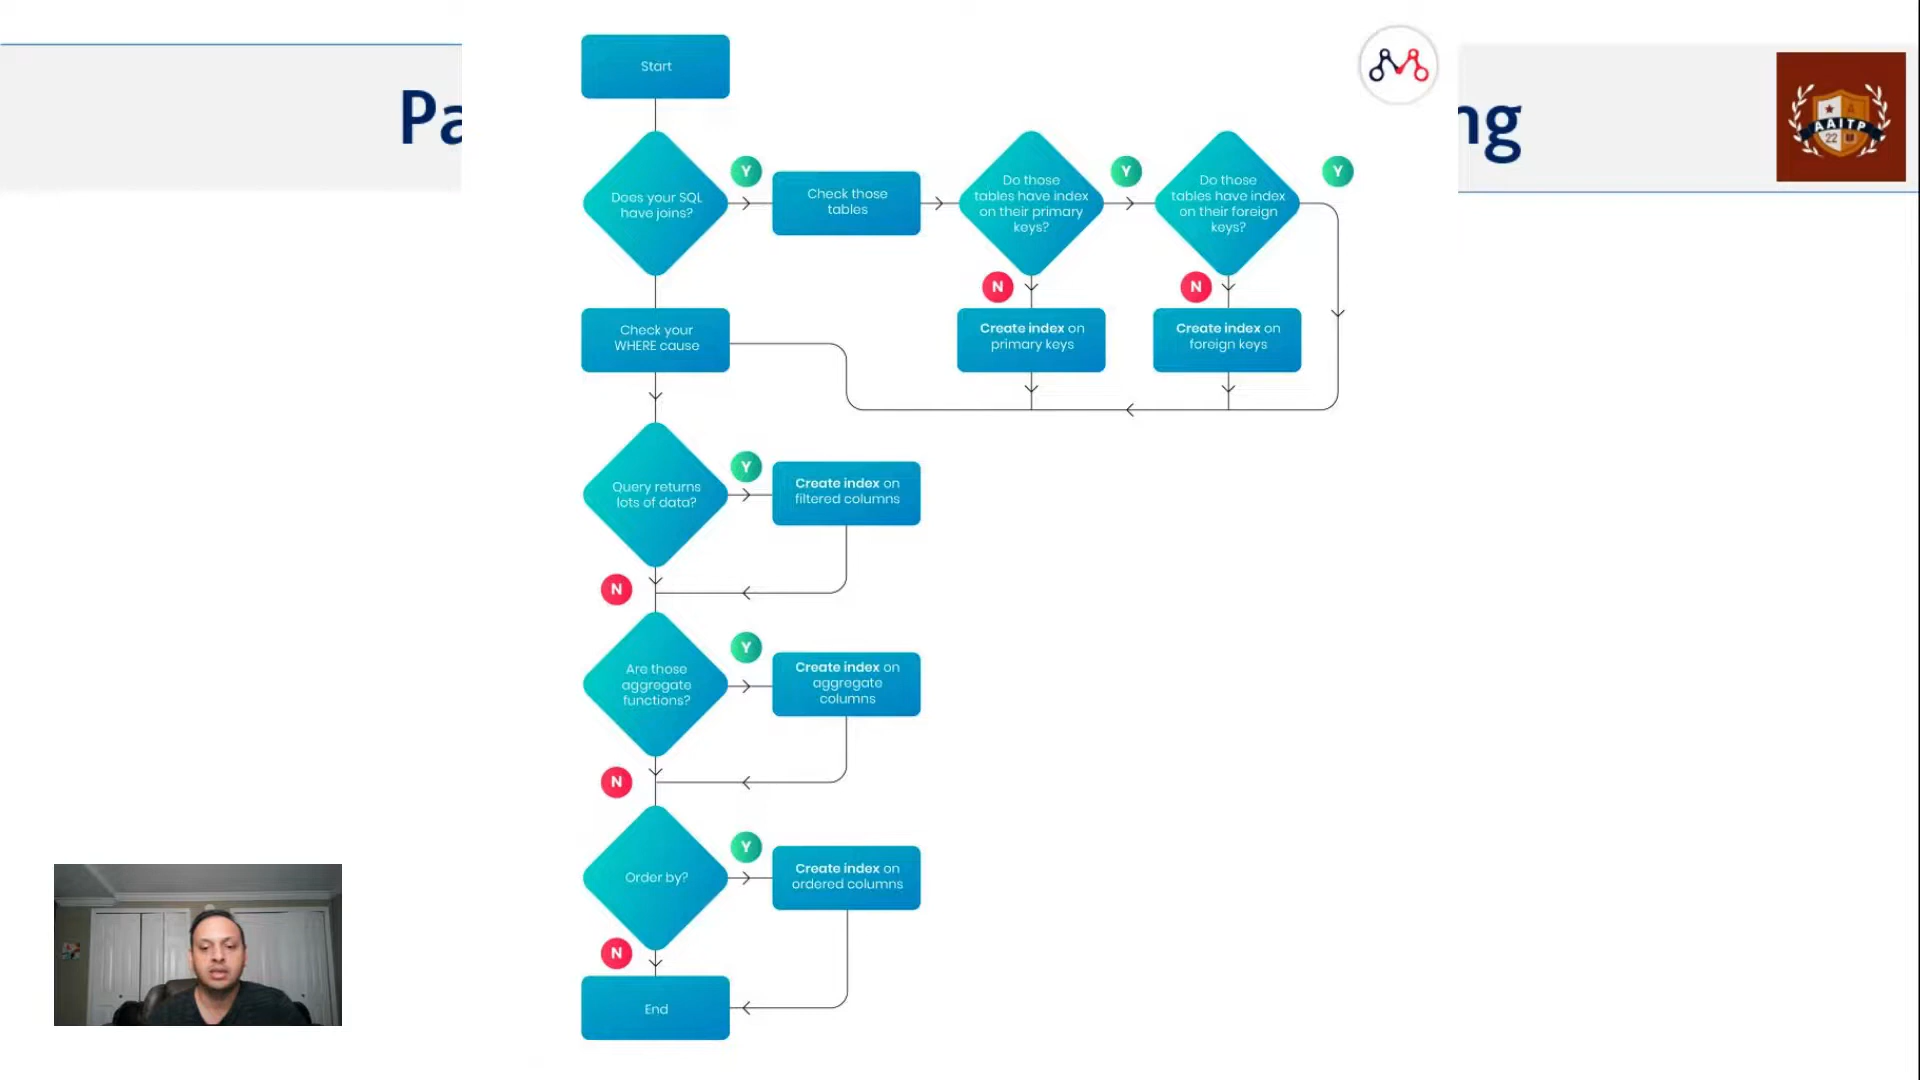 Start
Pa
ng
AAITP
22
Does your SQL
have joins?
Y
Check those
tables
Do those
tables have index
on their primary
keys?
Y
Do those
tables have index
on their foreign
keys?
Y
N
N
Check your
WHERE cause
Create index on
primary keys
Create index on
foreign keys
Query returns
lots of data?
Y
Create index on
filtered columns
N
Are those
aggregate
functions?
Y
Create index on
aggregate
columns
N
Order by?
Y
Create index on
ordered columns
N
End